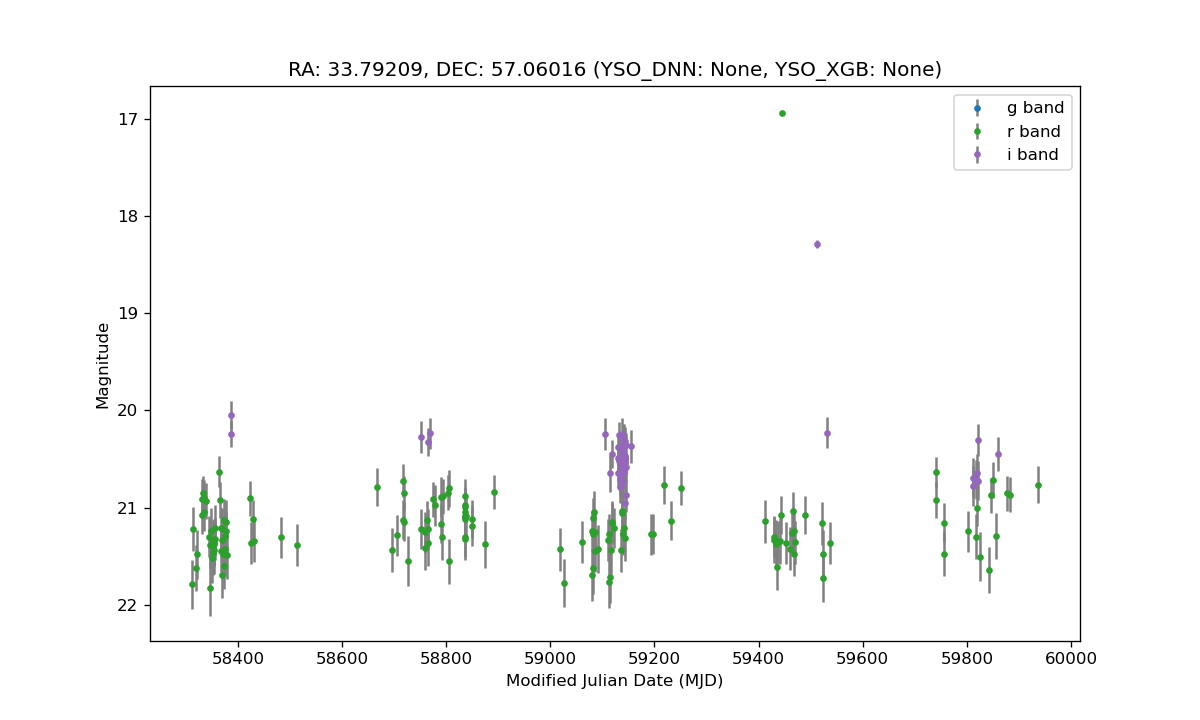 RA: 33.79209, DEC: 57.06016 (YSO_DNN: None, YSO_XGB: None)
g band
r band
i band
17
18
19
20
21
22
Magnitude
58400 58600 58800 59000 59200 59400 59600 59800 60000
Modified Julian Date (MJD)